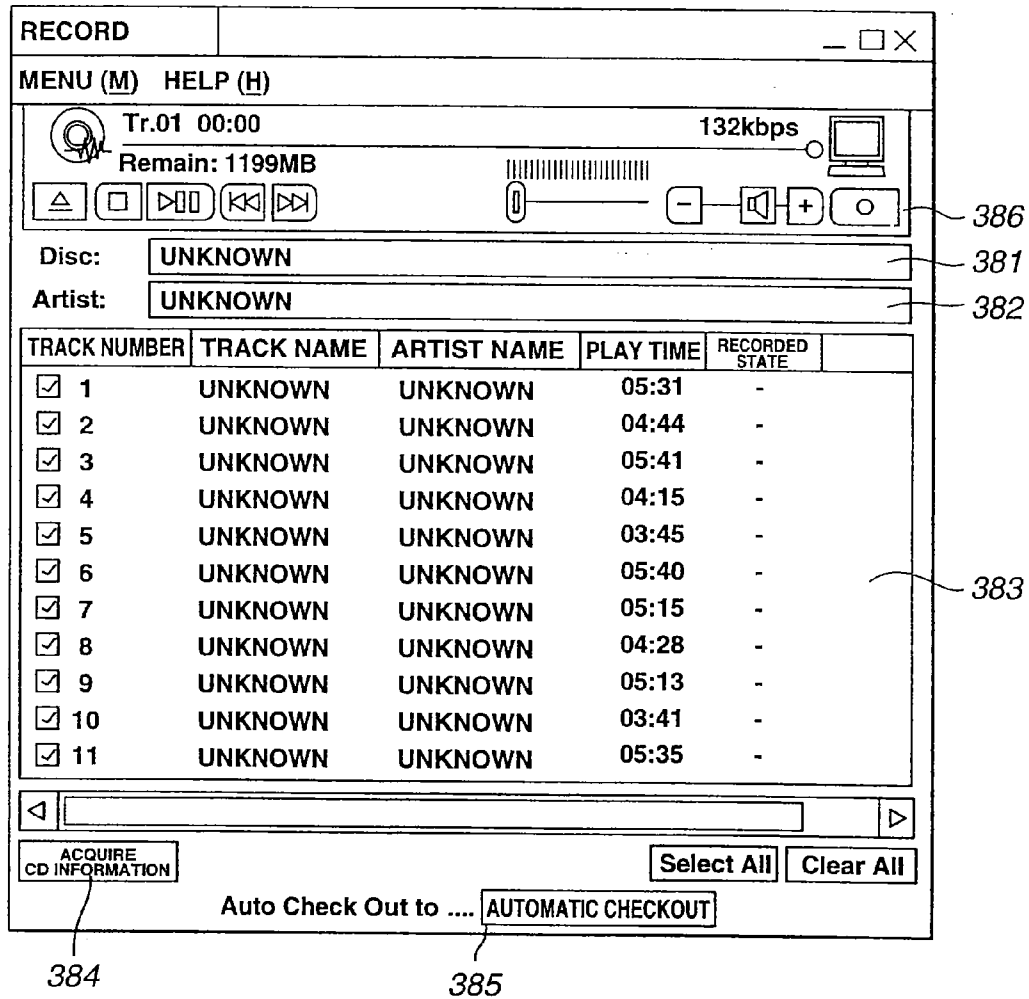 RECORD
MENU (M) HELP (H)
Tr.01 00:00 132kbps
Remain: 1199MB
386
Disc: UNKNOWN 381
Artist: UNKNOWN 382
TRACK NUMBER TRACK NAME ARTIST NAME PLAY TIME RECORDED STATE
1 UNKNOWN UNKNOWN 05:31 -
2 UNKNOWN UNKNOWN 04:44 -
3 UNKNOWN UNKNOWN 05:41 -
4 UNKNOWN UNKNOWN 04:15 -
5 UNKNOWN UNKNOWN 03:45 -
6 UNKNOWN UNKNOWN 05:40 -
383
7 UNKNOWN UNKNOWN 05:15 -
8 UNKNOWN UNKNOWN 04:28 -
9 UNKNOWN UNKNOWN 05:13 -
10 UNKNOWN UNKNOWN 03:41 -
11 UNKNOWN UNKNOWN 05:35 -
ACQUIRE
CD INFORMATION
Select All Clear All
Auto Check Out to .... AUTOMATIC CHECKOUT
384 385